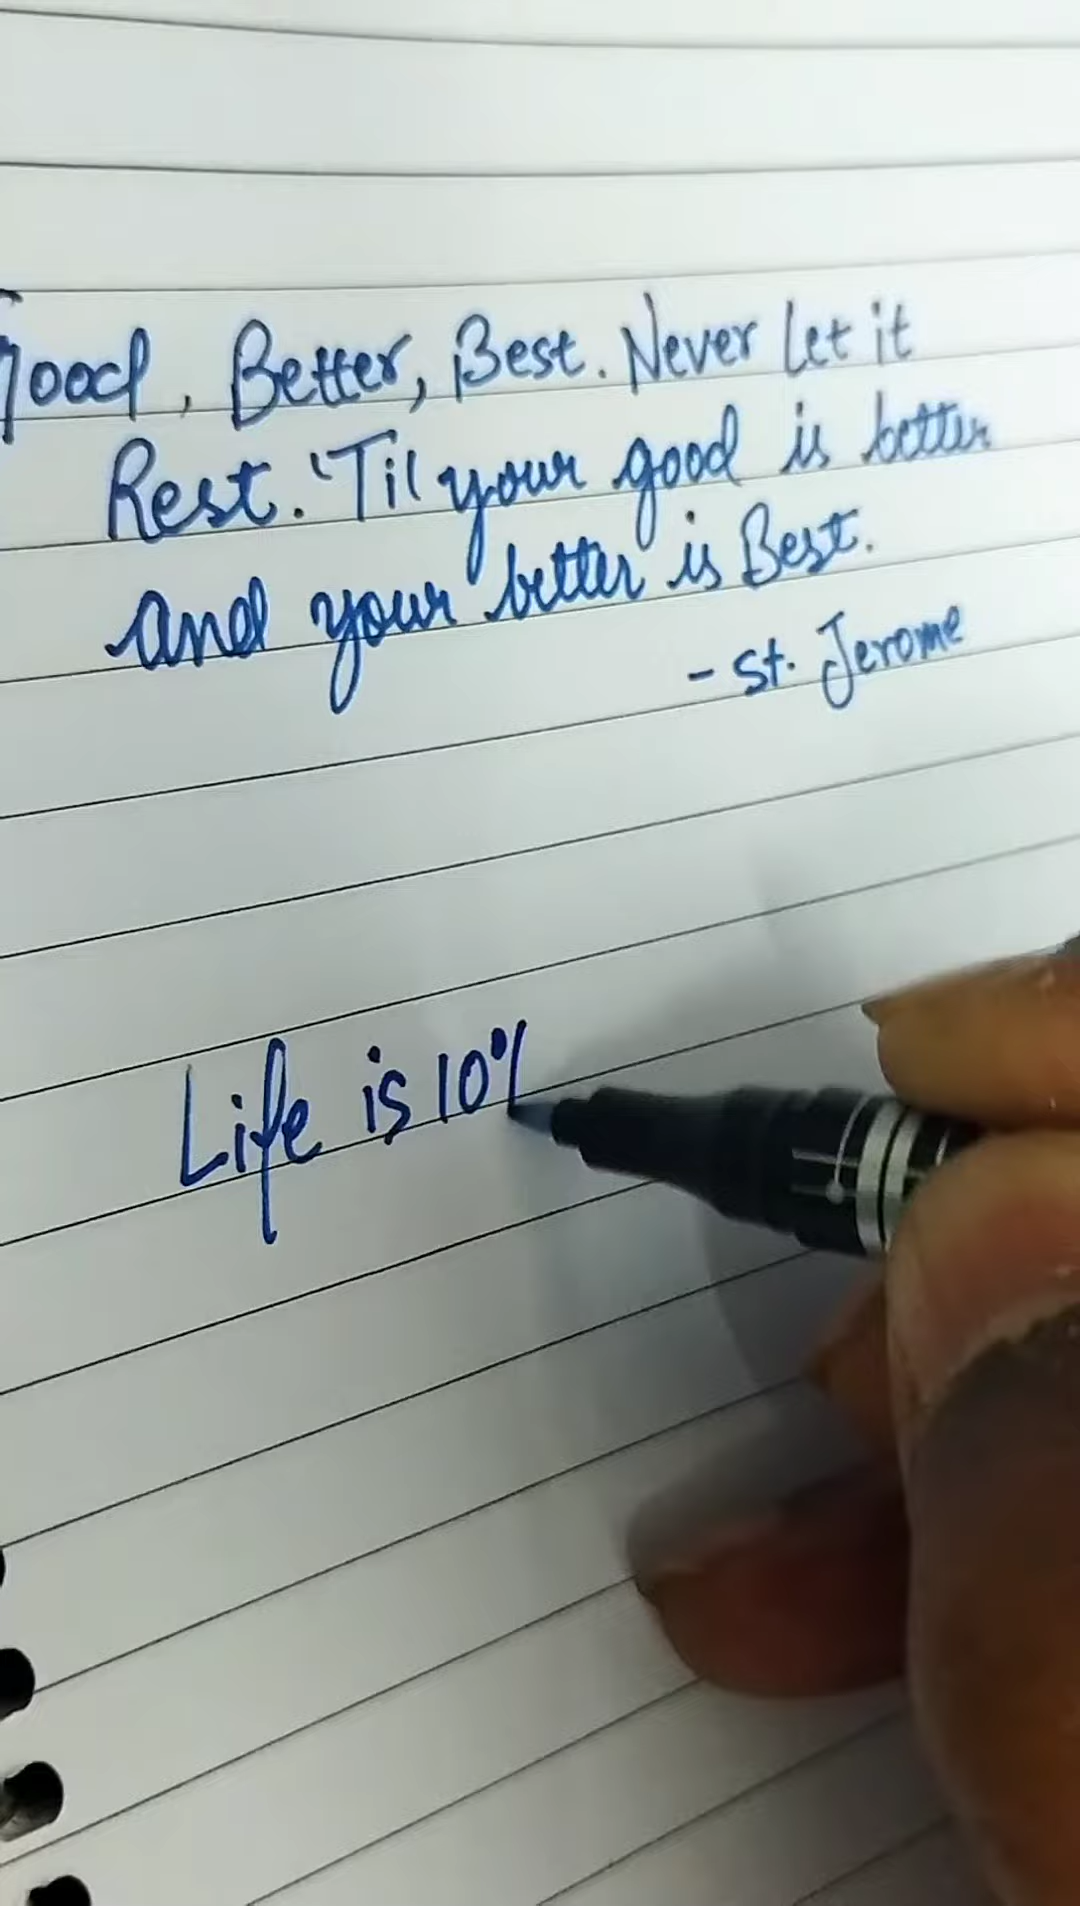 Good, Better, Best. Never let it
Rest. 'Til your good is better
and your better is Best.
- St. Jerome
Life is 10%